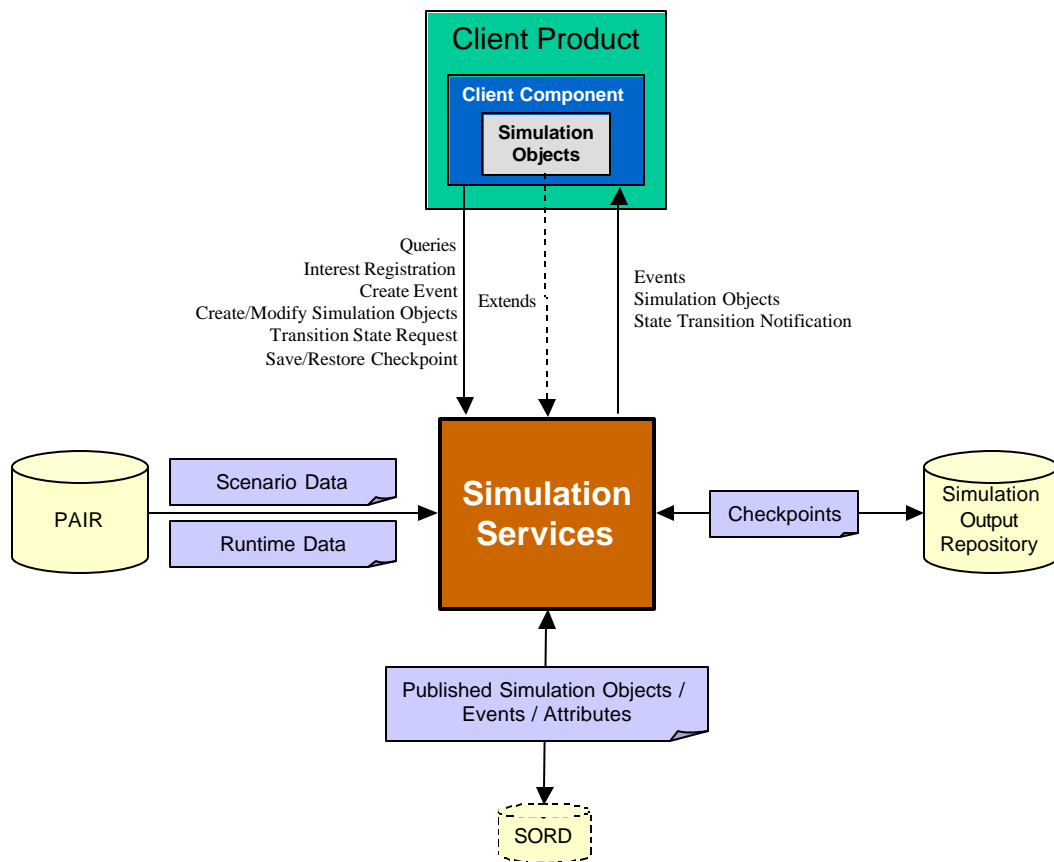 Client Product
Client Component
Simulation
Objects
Queries
Interest Registration
Create Event
Create/Modify Simulation Objects
Transition State Request
Save/Restore Checkpoint
Extends
Events
Simulation Objects
State Transition Notification
PAIR
Scenario Data
Runtime Data
Simulation
Services
Checkpoints
Simulation
Output
Repository
Published Simulation Objects /
Events / Attributes
SORD